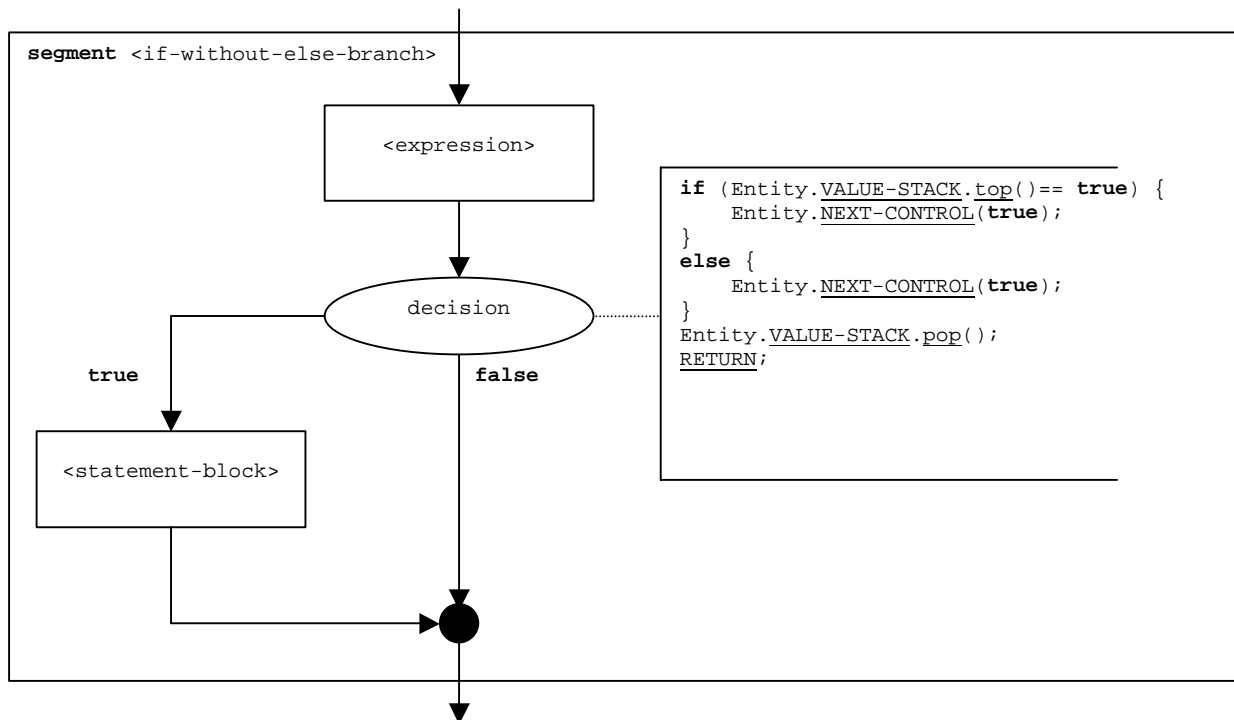 segment <if-without-else-branch>
<expression>
decision
true
false
<statement-block>
if (Entity.VALUE-STACK.top()== true) {
    Entity.NEXT-CONTROL(true);
}
else {
    Entity.NEXT-CONTROL(true);
}
Entity.VALUE-STACK.pop();
RETURN;